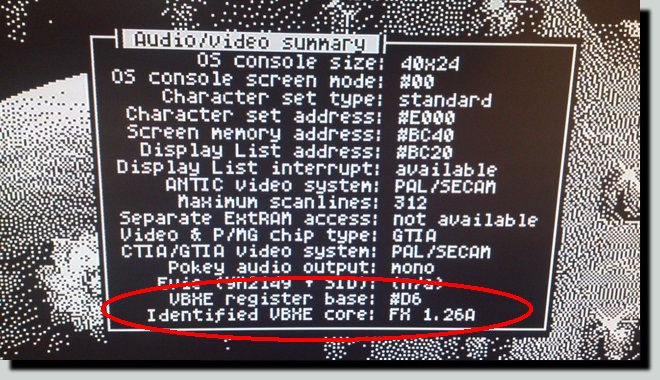 Audio/video summary
OS console size: 40x24
OS console screen mode: #00
Character set type: standard
Character set address: #E000
Screen memory address: #BC40
Display List address: #BC20
Display List interrupt: available
ANTIC video system: PAL/SECAM
Maximum scanlines: 312
Separate ExtRAM access: not available
Video & P/MG chip type: GTIA
CTIA/GTIA video system: PAL/SECAM
Pokey audio output: mono
(YM2149 + SID):
VBXE register base: #D6
Identified VBXE core: FX 1.26A